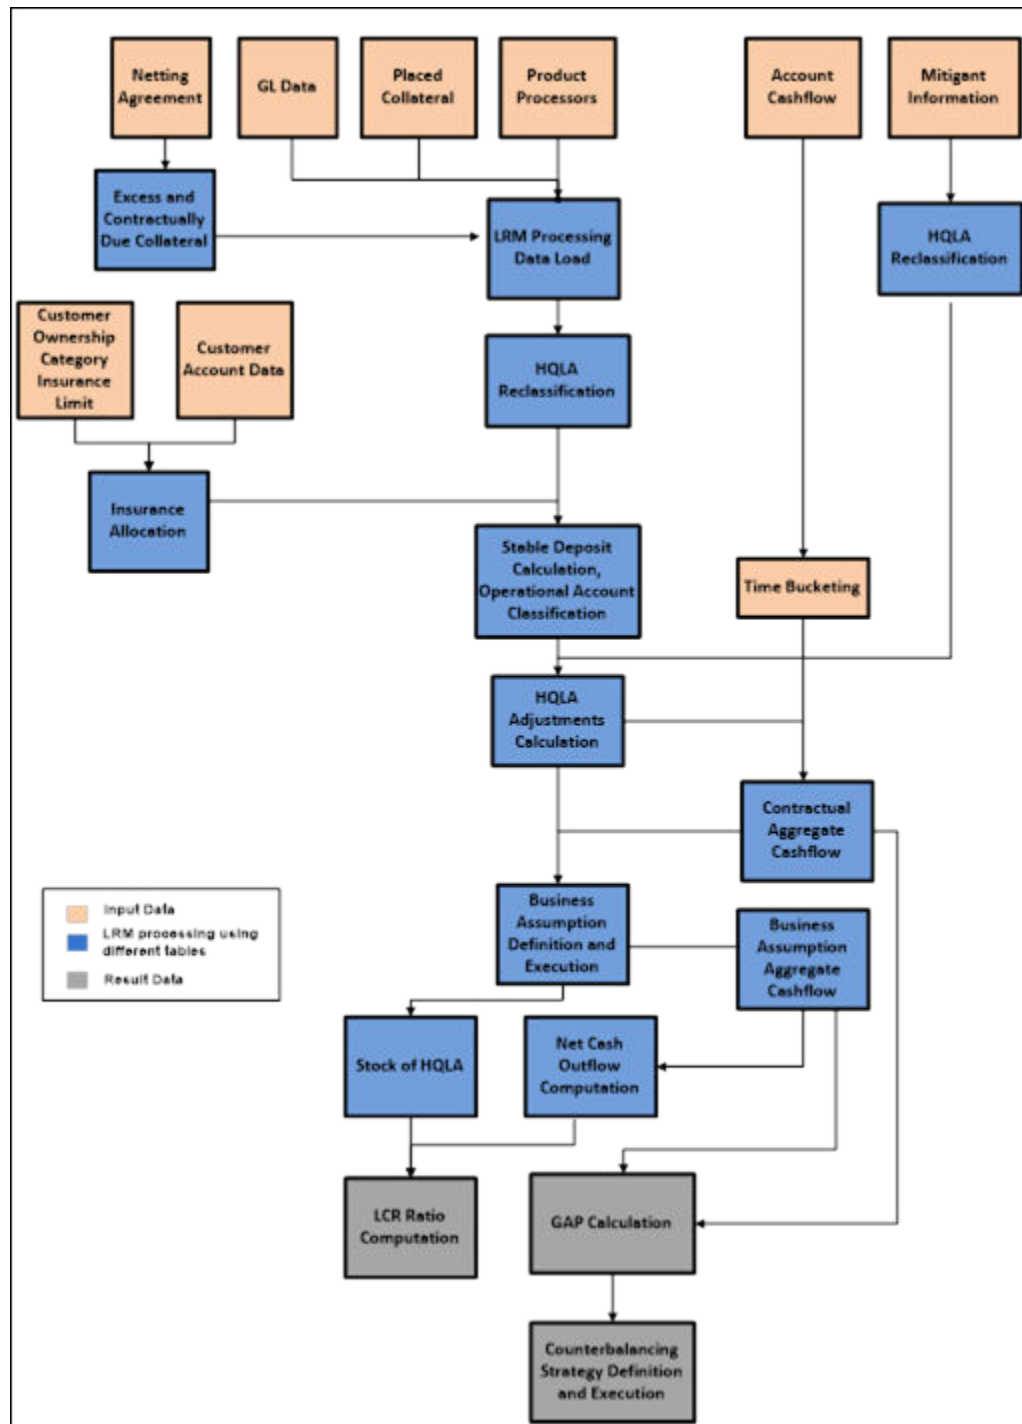 Netting
Agreement
GL Data
Placed
Collateral
Product
Processors
Account
Cashflow
Mitigant
Information
Excess and
Contractually
Due Collateral
LRM Processing
Data Load
HQLA
Reclassification
Customer
Ownership
Category
Insurance
Limit
Customer
Account Data
HQLA
Reclassification
Insurance
Allocation
Stable Deposit
Calculation,
Operational Account
Classification
Time Bucketing
HQLA
Adjustments
Calculation
Contractual
Aggregate
Cashflow
Business
Assumption
Definition and
Execution
Business
Assumption
Aggregate
Cashflow
Input Data
LRM processing using
different tables
Result Data
Stock of HQLA
Net Cash
Outflow
Computation
LCR Ratio
Computation
GAP Calculation
Counterbalancing
Strategy Definition
and Execution